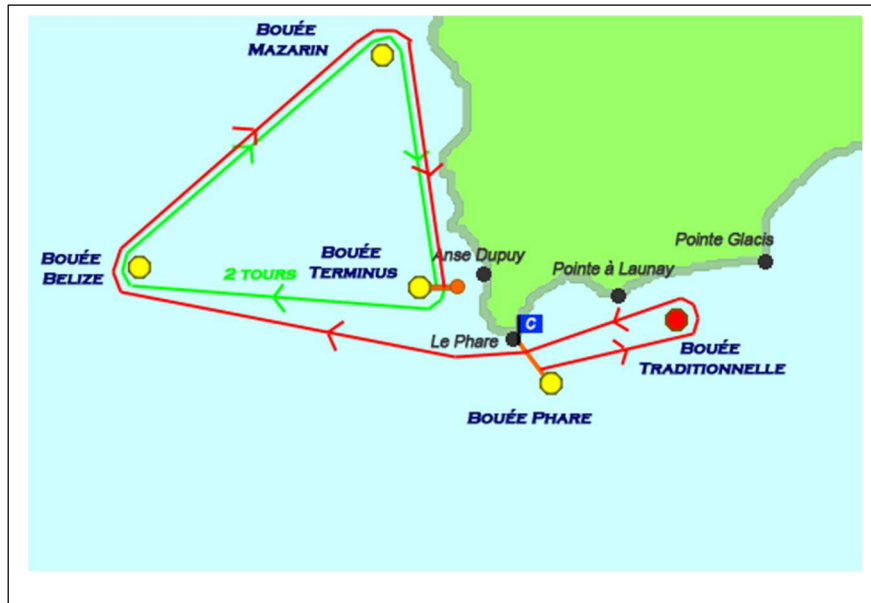 BOUÉE
MAZARIN
BOUÉE
BELIZE
2 TOURS
BOUÉE
TERMINUS
Anse Dupuy
Pointe à Launay
Pointe Glacis
Le Phare
C
BOUÉE
TRADITIONNELLE
BOUÉE PHARE